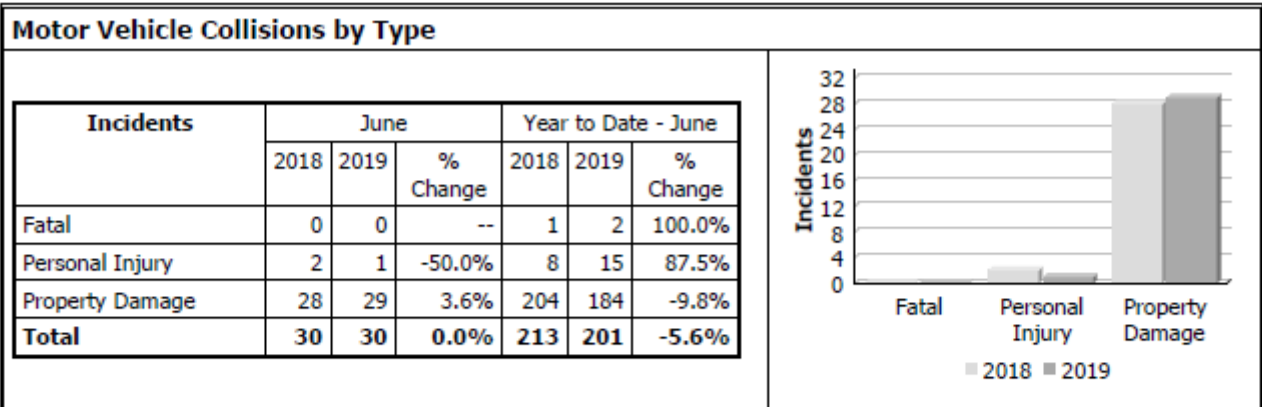 Motor Vehicle Collisions by Type
Incidents June Year to Date - June
2018 2019 % Change 2018 2019 % Change
Fatal 0 0 -- 1 2 100.0%
Personal Injury 2 1 -50.0% 8 15 87.5%
Property Damage 28 29 3.6% 204 184 -9.8%
Total 30 30 0.0% 213 201 -5.6%
Incidents
32
28
24
20
16
12
8
4
0
Fatal Personal Injury Property Damage
2018 2019